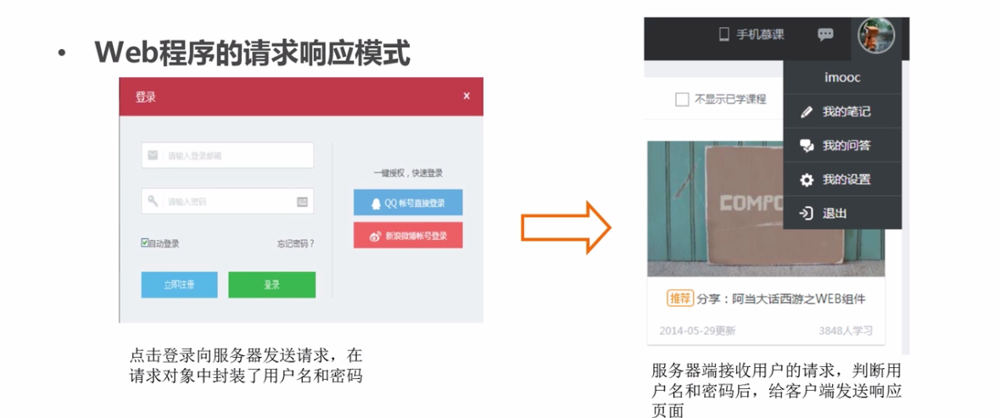 • Web程序的请求响应模式
登录 x
请输入登录邮箱
请输入密码
自动登录 忘记密码？
立即注册 登录
一键授权，快速登录
QQ 帐号直接登录
新浪微博帐号登录
点击登录向服务器发送请求，在
请求对象中封装了用户名和密码
手机慕课
imooc
不显示已学课程
我的笔记
我的问答
我的设置
退出
COMPO
推荐 分享：阿当大话西游之WEB组件
2014-05-29更新 3848人学习
服务器端接收用户的请求，判断用
户名和密码后，给客户端发送响应
页面